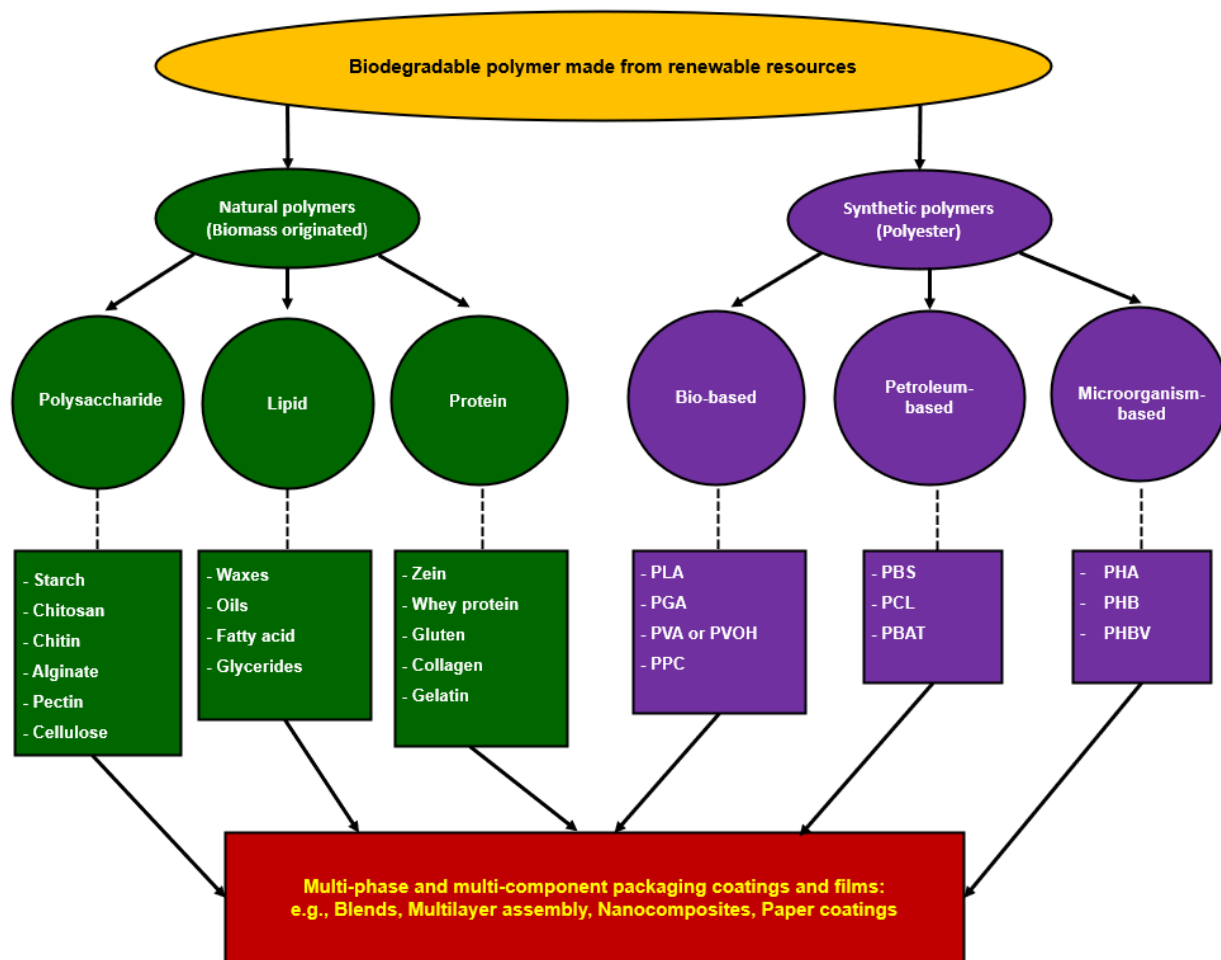 Biodegradable polymer made from renewable resources
Natural polymers
(Biomass originated)
Synthetic polymers
(Polyester)
Polysaccharide
Lipid
Protein
Bio-based
Petroleum-
based
Microorganism-
based
- Starch
- Chitosan
- Chitin
- Alginate
- Pectin
- Cellulose
- Waxes
- Oils
- Fatty acid
- Glycerides
- Zein
- Whey protein
- Gluten
- Collagen
- Gelatin
- PLA
- PGA
- PVA or PVOH
- PPC
- PBS
- PCL
- PBAT
- PHA
- PHB
- PHBV
Multi-phase and multi-component packaging coatings and films:
e.g., Blends, Multilayer assembly, Nanocomposites, Paper coatings